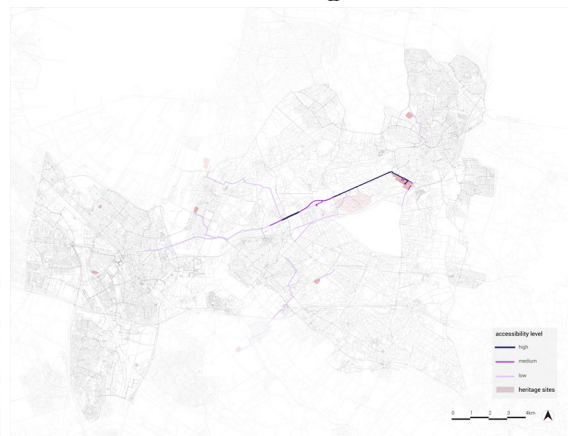 accessibility level
high
medium
low
heritage sites
0 1 2 3 4km